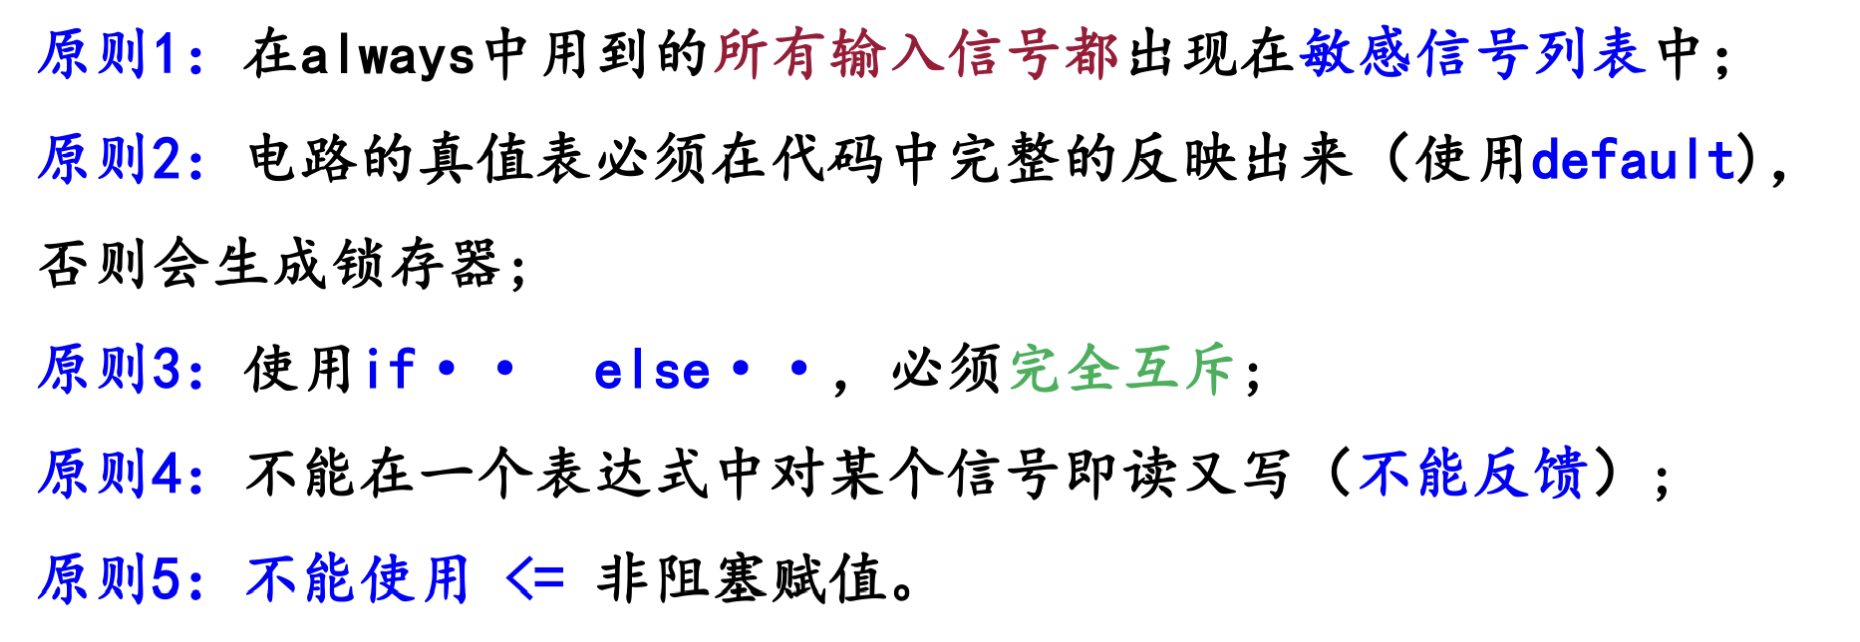 原则1：在always中用到的所有输入信号都出现在敏感信号列表中；
原则2：电路的真值表必须在代码中完整的反映出来（使用default），
否则会生成锁存器；
原则3：使用if·· else··，必须完全互斥；
原则4：不能在一个表达式中对某个信号即读又写（不能反馈）；
原则5：不能使用 <= 非阻塞赋值。